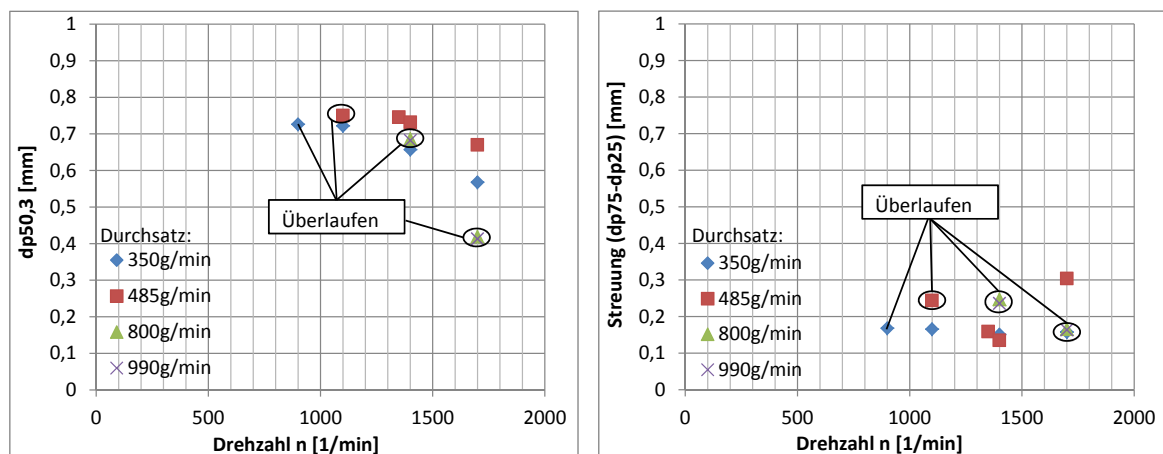 1
0,9
0,8
0,7
0,6
0,5
0,4
0,3
0,2
0,1
0
dp50,3 [mm]
Überlaufen
Durchsatz:
350g/min
485g/min
800g/min
990g/min
0 500 1000 1500 2000
Drehzahl n [1/min]
1
0,9
0,8
0,7
0,6
0,5
0,4
0,3
0,2
0,1
0
Streuung (dp75-dp25) [mm]
Überlaufen
Durchsatz:
350g/min
485g/min
800g/min
990g/min
0 500 1000 1500 2000
Drehzahl n [1/min]